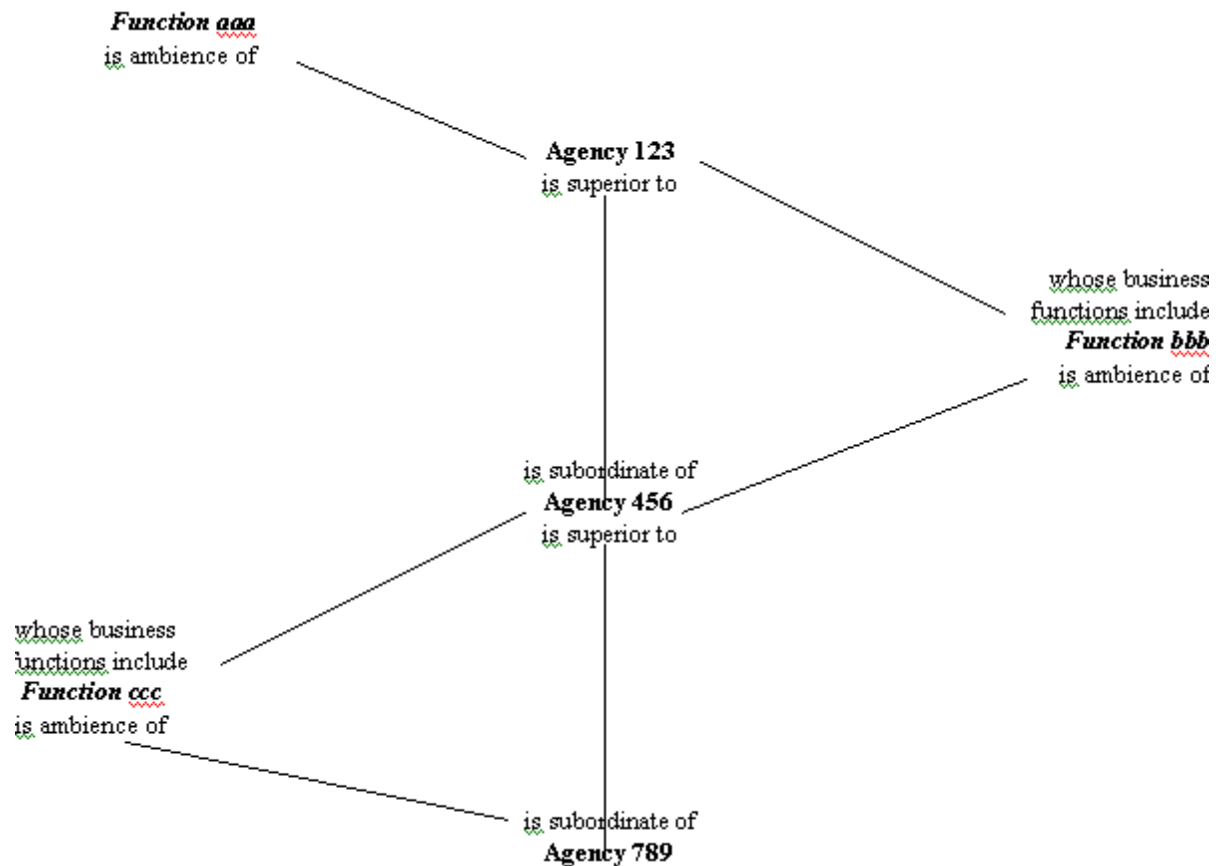 Function aaa
is ambience of
Agency 123
is superior to
whose business
functions include
Function bbb
is ambience of
is subordinate of
Agency 456
is superior to
whose business
functions include
Function ccc
is ambience of
is subordinate of
Agency 789